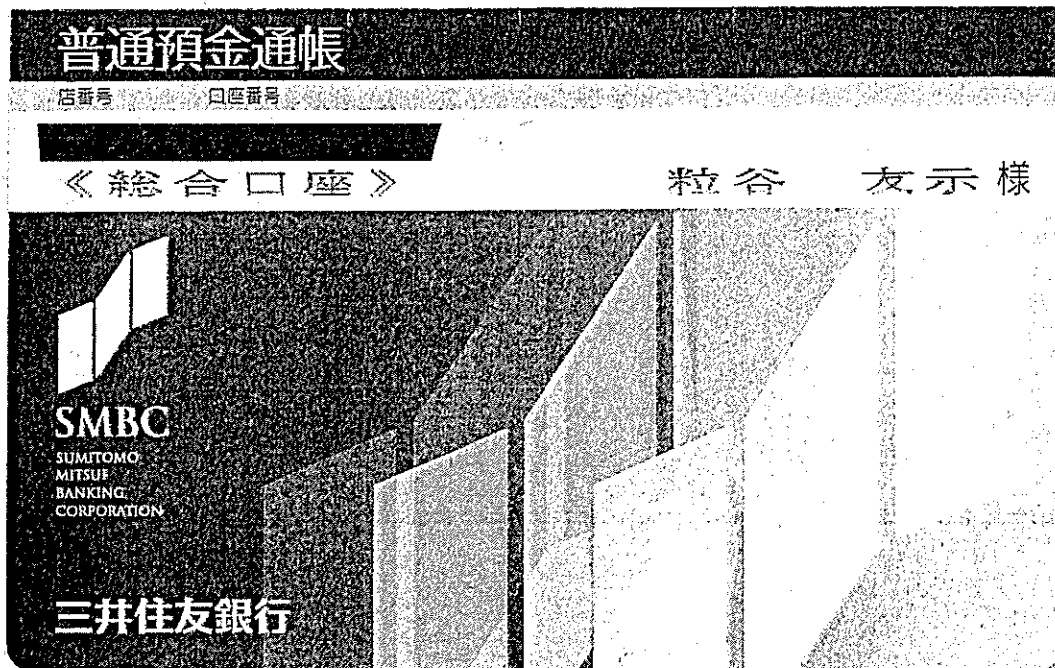 普通預金通帳
店番号 口座番号
《総合口座》 粒谷 友示 様
SMBC
SUMITOMO
MITSUI
BANKING
CORPORATION
三井住友銀行